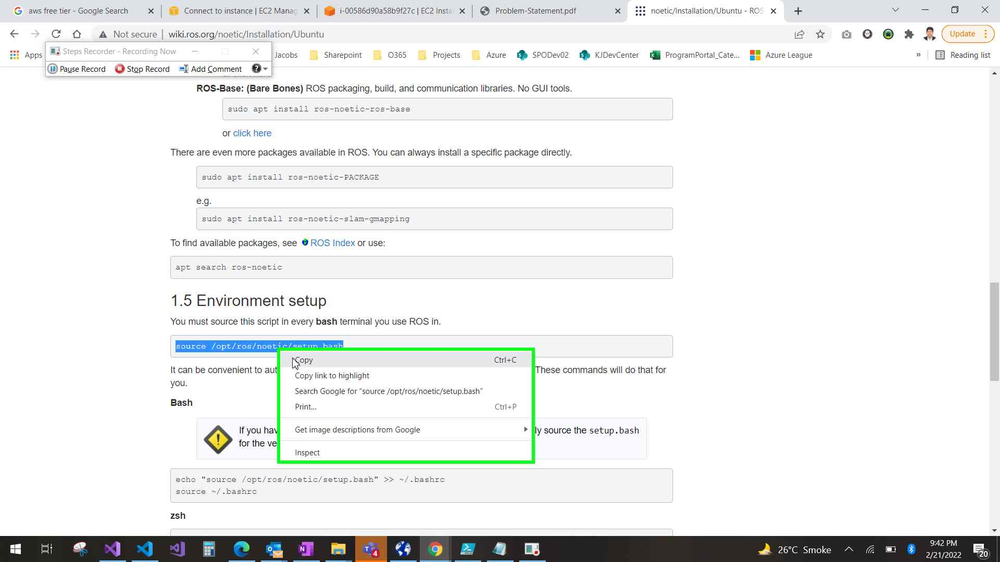 aws free tier - Google Search
Connect to instance | EC2 Manag
i-00586d90a58b9f27c | EC2 Insta
Problem-Statement.pdf
noetic/Installation/Ubuntu - ROS
Not secure
wiki.ros.org/noetic/Installation/Ubuntu
Update
Apps
Steps Recorder - Recording Now
Pause Record
Stop Record
Add Comment
Jacobs
Sharepoint
O365
Projects
Azure
SPODev02
KJDevCenter
ProgramPortal_Cate...
Azure League
»
Reading list
ROS-Base: (Bare Bones) ROS packaging, build, and communication libraries. No GUI tools.
sudo apt install ros-noetic-ros-base
or click here
There are even more packages available in ROS. You can always install a specific package directly.
sudo apt install ros-noetic-PACKAGE
e.g.
sudo apt install ros-noetic-slam-gmapping
To find available packages, see ROS Index or use:
apt search ros-noetic
1.5 Environment setup
You must source this script in every bash terminal you use ROS in.
source /opt/ros/noetic/setup.bash
Copy Ctrl+C
Copy link to highlight
Search Google for “source /opt/ros/noetic/setup.bash”
Print... Ctrl+P
Get image descriptions from Google
Inspect
It can be convenient to aut
These commands will do that for
you.
Bash
If you hav
ly source the setup.bash
for the ve
echo "source /opt/ros/noetic/setup.bash" >> ~/.bashrc
source ~/.bashrc
zsh
4
26°C Smoke
9:42 PM
2/21/2022
20